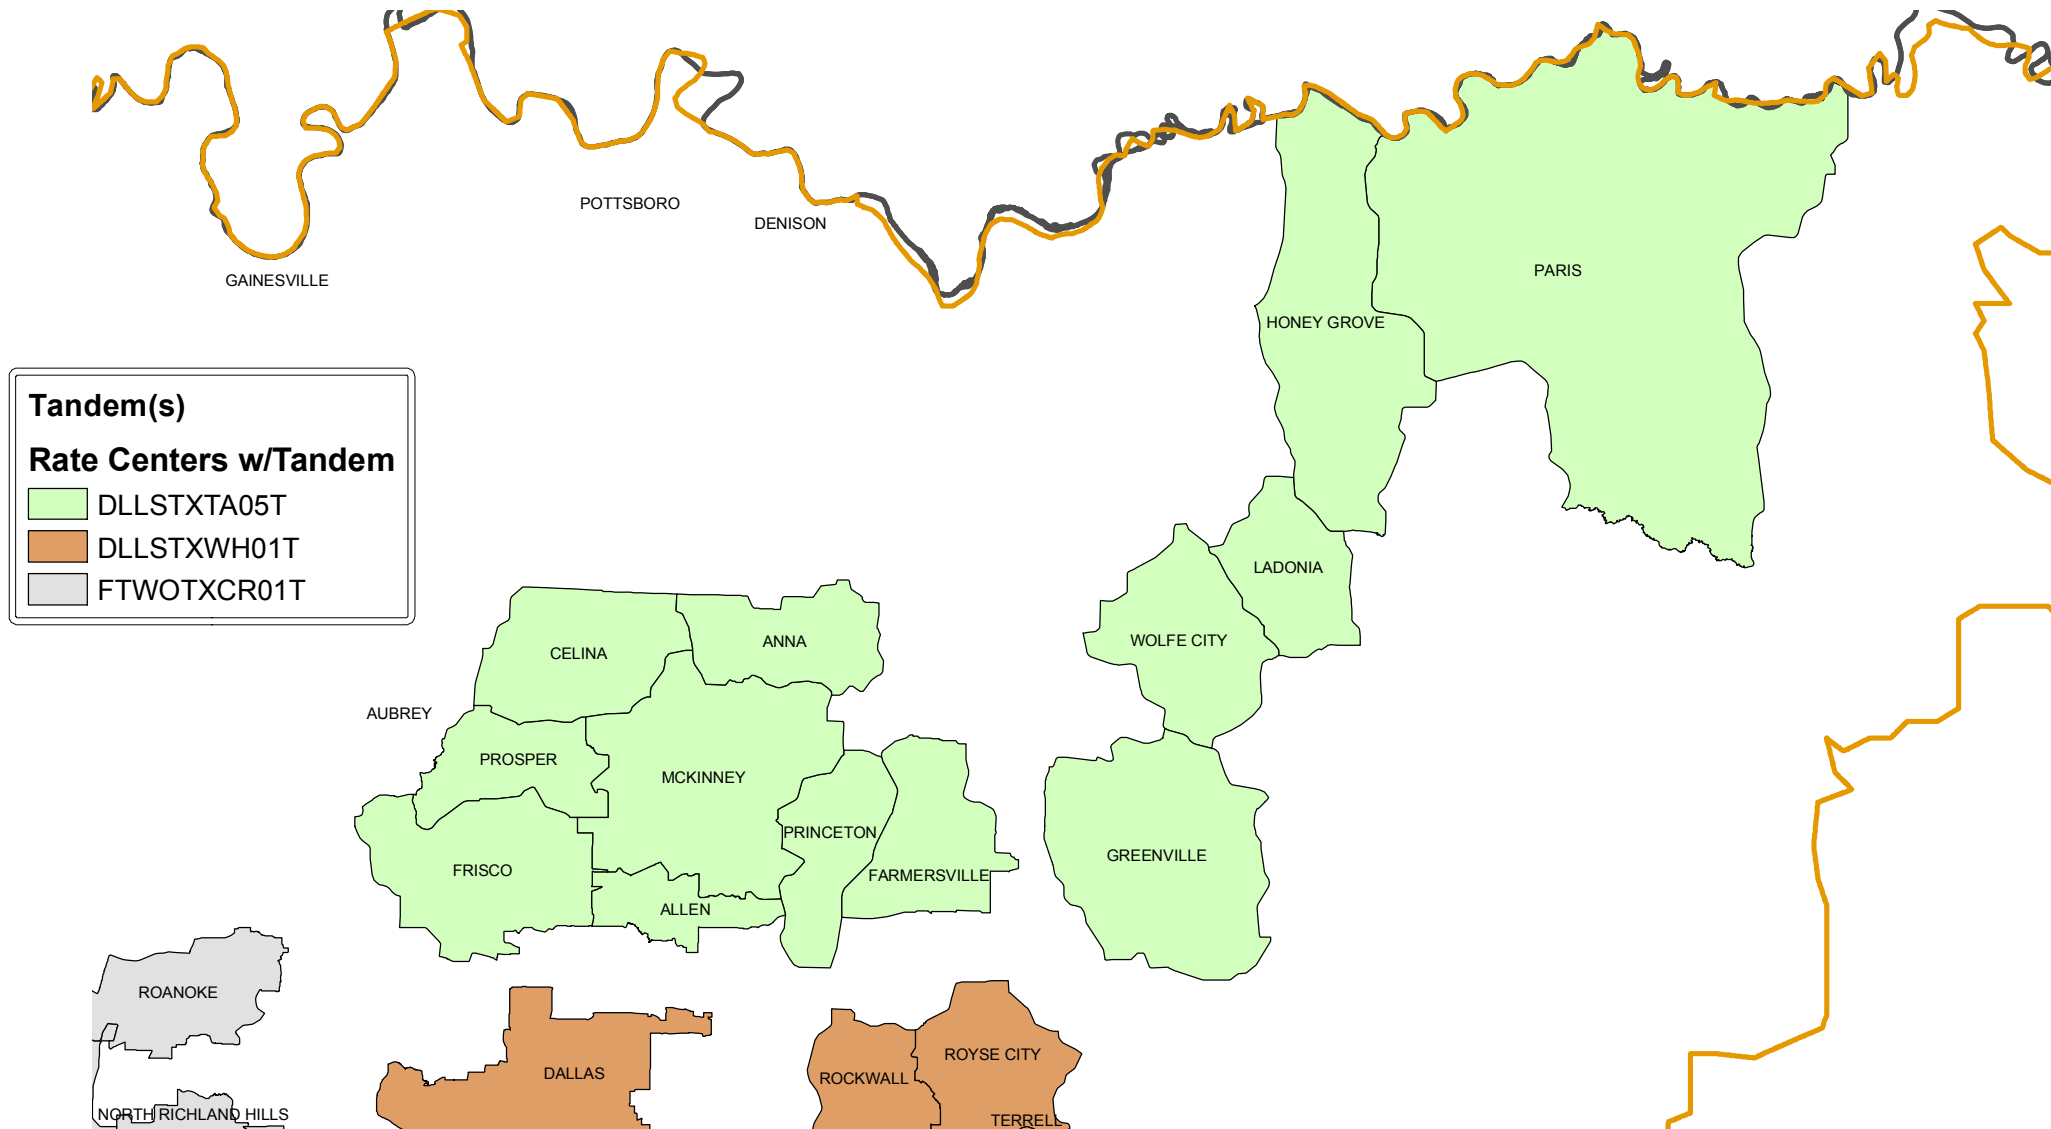 POTTSBORO
DENISON
GAINESVILLE
PARIS
HONEY GROVE
Tandem(s)
Rate Centers w/Tandem
DLLSTXTA05T
DLLSTXWH01T
FTWOTXCR01T
LADONIA
WOLFE CITY
ANNA
CELINA
AUBREY
PROSPER
MCKINNEY
PRINCETON
GREENVILLE
FRISCO
FARMERSVILLE
ALLEN
ROANOKE
ROYSE CITY
DALLAS
ROCKWALL
NORTH RICHLAND HILLS
TERRELL